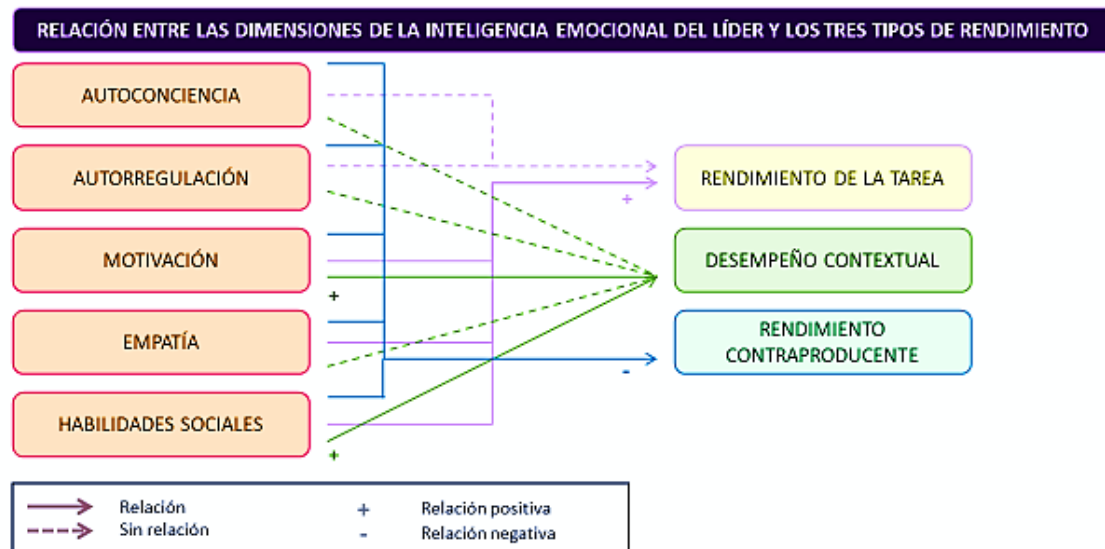 RELACIÓN ENTRE LAS DIMENSIONES DE LA INTELIGENCIA EMOCIONAL DEL LÍDER Y LOS TRES TIPOS DE RENDIMIENTO
AUTOCONCIENCIA
AUTORREGULACIÓN
RENDIMIENTO DE LA TAREA
+
MOTIVACIÓN
DESEMPEÑO CONTEXTUAL
+
EMPATÍA
RENDIMIENTO
CONTRAPRODUCENTE
-
HABILIDADES SOCIALES
+
Relación + Relación positiva
Sin relación - Relación negativa